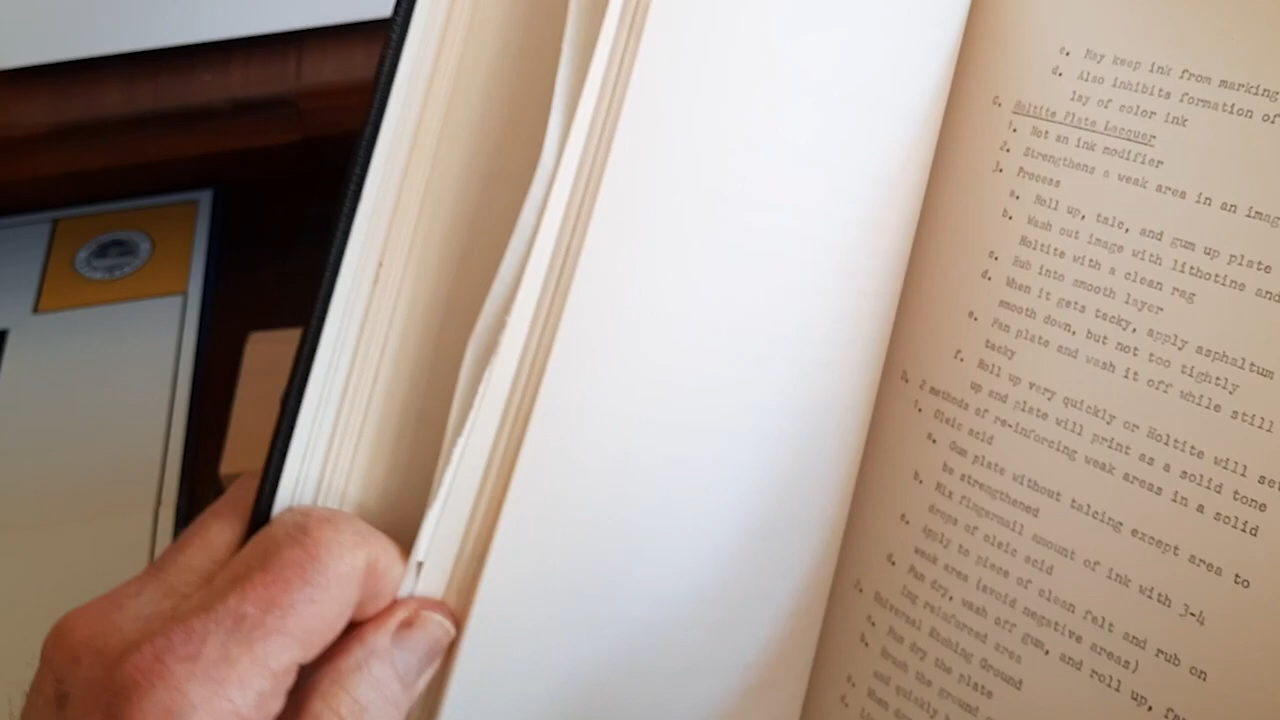 c. May keep ink from marking
d. Also inhibits formation of
lay of color ink
C. Holtite Plate Lacquer
1. Not an ink modifier
2. Strengthens a weak area in an imag
3. Process
a. Roll up, talc, and gum up plate
b. Wash out image with lithotine and
Holtite with a clean rag
c. Rub into smooth layer
d. When it gets tacky, apply asphaltum
smooth down, but not too tightly
e. Fan plate and wash it off while still
tacky
f. Roll up very quickly or Holtite will set
up and plate will print as a solid tone
D. 2 methods of re-inforcing weak areas in a solid
1. Oleic acid
a. Gum plate without talcing except area to
be strengthened
b. Mix fingernail amount of ink with 3-4
drops of oleic acid
c. Apply to piece of clean felt and rub on
weak area (avoid negative areas)
d. Fan dry, wash off gum, and roll up, fa
ing reinforced area
2. Universal Etching Ground
a. Fan dry the plate
b. Brush the ground
and quickly
c. When dr
d.